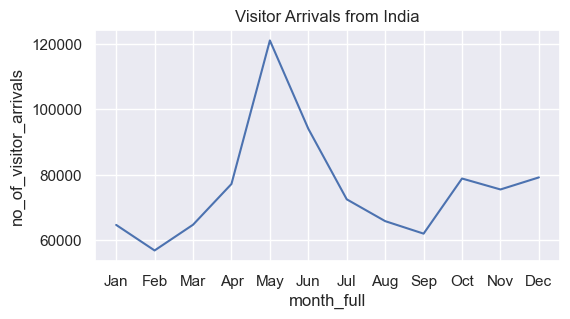 Visitor Arrivals from India
120000
100000
80000
60000
no_of_visitor_arrivals
Jan Feb Mar Apr May Jun Jul Aug Sep Oct Nov Dec
month_full